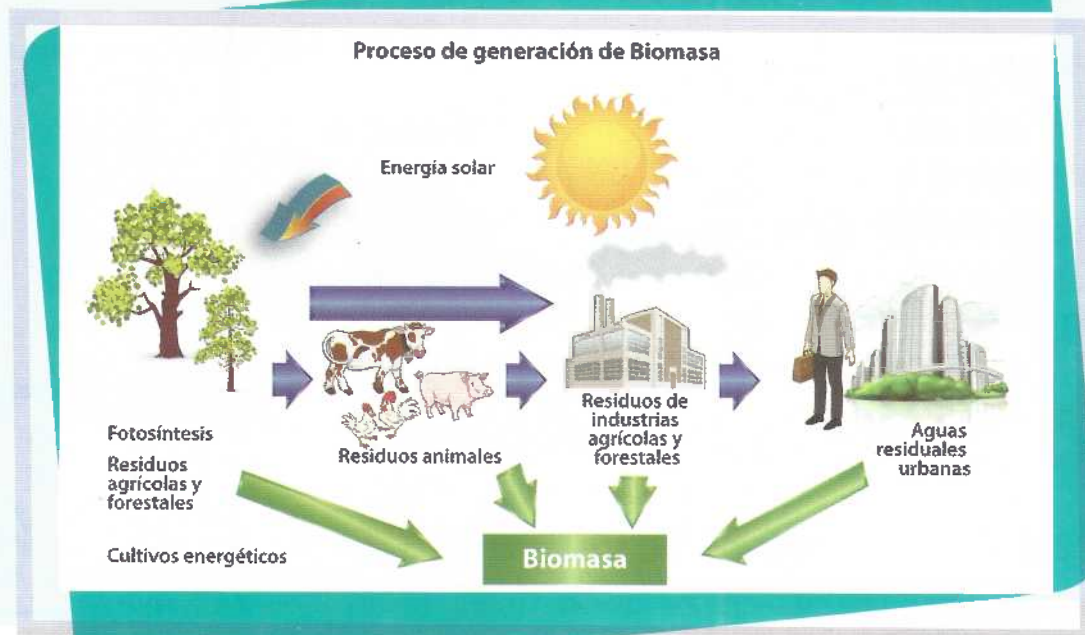 Proceso de generación de Biomasa
Energía solar
Fotosíntesis
Residuos
agrícolas y
forestales
Cultivos energéticos
Residuos animales
Residuos de
industrias
agrícolas y
forestales
Aguas
residuales
urbanas
Biomasa